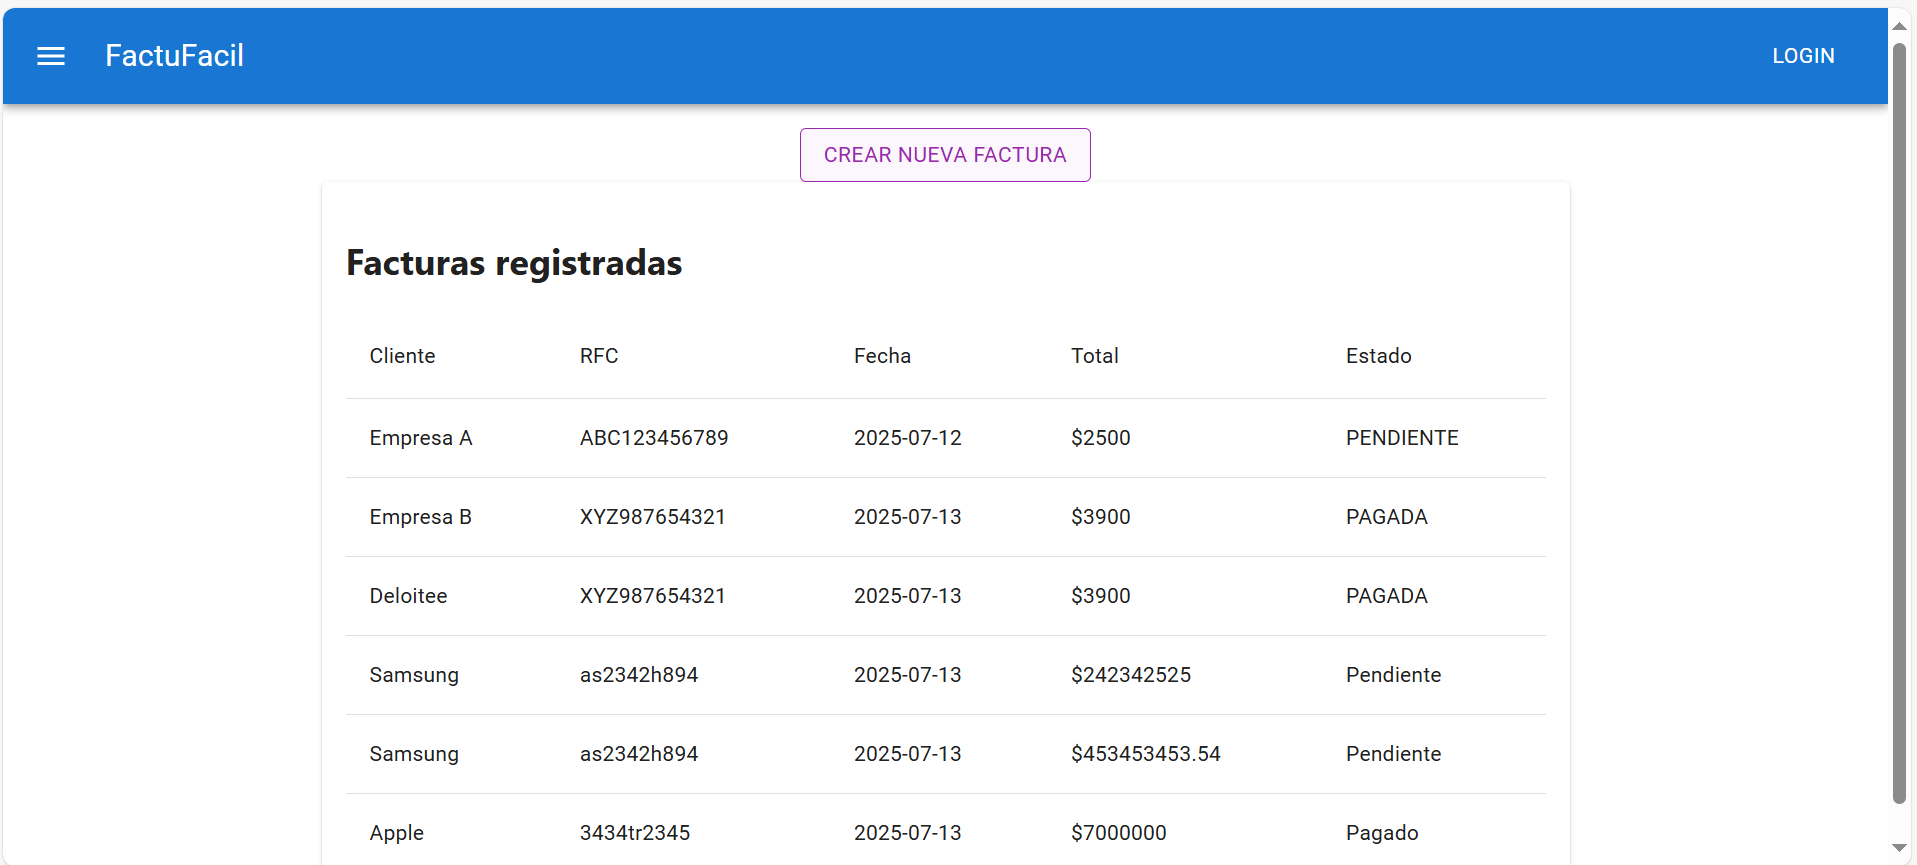 FactuFacil LOGIN
CREAR NUEVA FACTURA
Facturas registradas
Cliente RFC Fecha Total Estado
Empresa A ABC123456789 2025-07-12 $2500 PENDIENTE
Empresa B XYZ987654321 2025-07-13 $3900 PAGADA
Deloitee XYZ987654321 2025-07-13 $3900 PAGADA
Samsung as2342h894 2025-07-13 $242342525 Pendiente
Samsung as2342h894 2025-07-13 $453453453.54 Pendiente
Apple 3434tr2345 2025-07-13 $7000000 Pagado